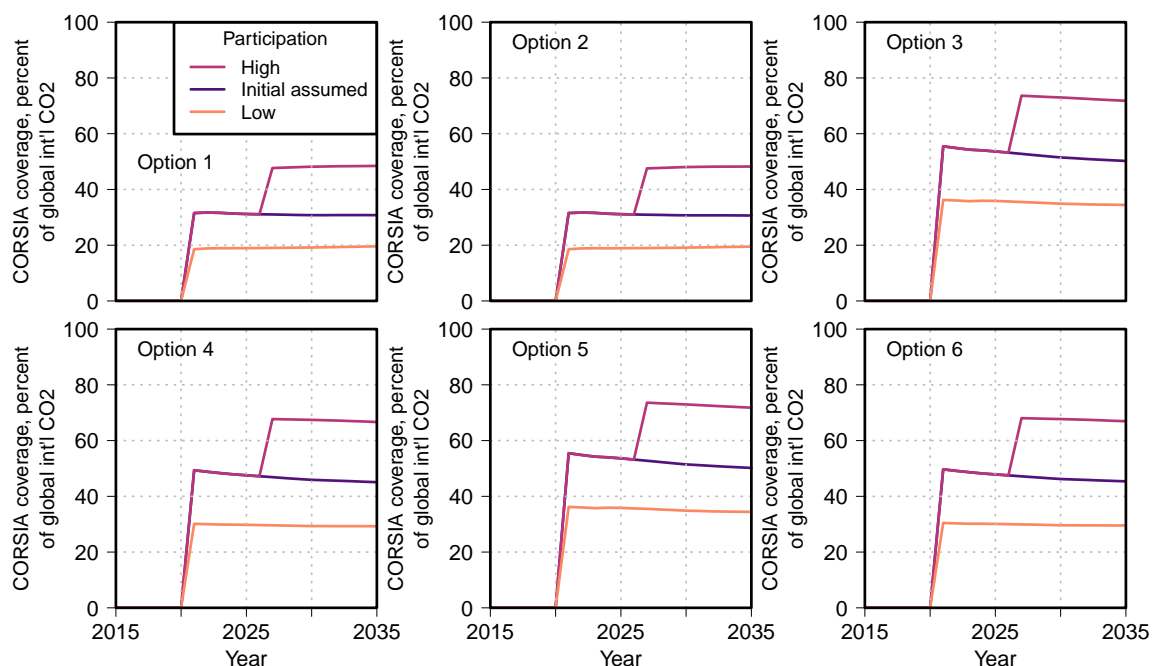 CORSIA coverage, percent
of global int'l CO2
100
80
60
40
20
0
Participation
High
Initial assumed
Low
Option 1
CORSIA coverage, percent
of global int'l CO2
100
80
60
40
20
0
Option 2
CORSIA coverage, percent
of global int'l CO2
100
80
60
40
20
0
Option 3
CORSIA coverage, percent
of global int'l CO2
100
80
60
40
20
0
Option 4
2015
2025
2035
Year
CORSIA coverage, percent
of global int'l CO2
100
80
60
40
20
0
Option 5
2015
2025
2035
Year
CORSIA coverage, percent
of global int'l CO2
100
80
60
40
20
0
Option 6
2015
2025
2035
Year